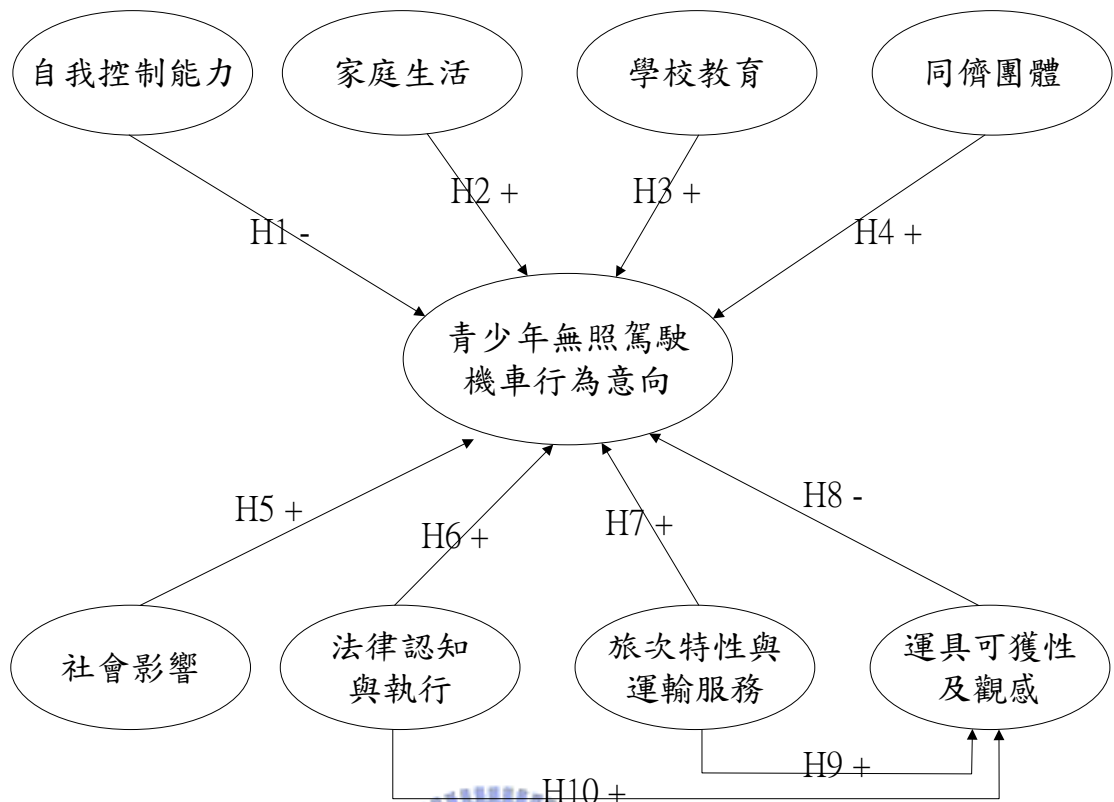 自我控制能力
家庭生活
學校教育
同儕團體
H2 +
H3 +
H1 -
H4 +
青少年無照駕駛
機車行為意向
H5 +
H6 +
H7 +
H8 -
社會影響
法律認知
與執行
旅次特性與
運輸服務
運具可獲性
及觀感
H9 +
H10 +